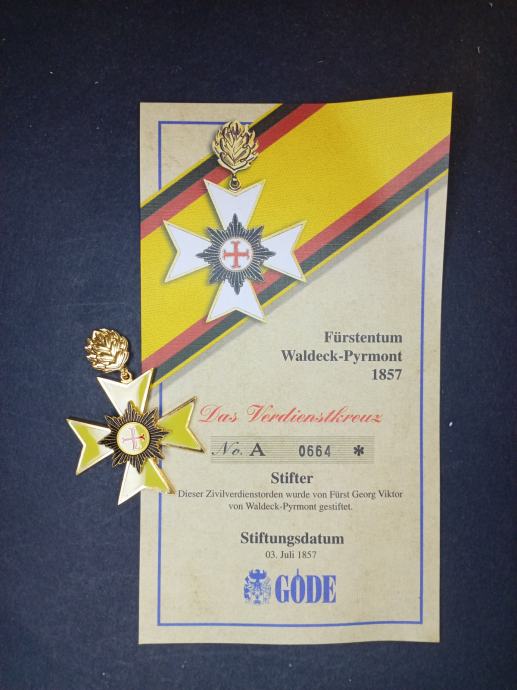 Fürstentum
Waldeck-Pyrmont
1857
Das Verdienstkreuz
No. A 0664 *
Stifter
Dieser Zivilverdienstorden wurde von Fürst Georg Viktor
von Waldeck-Pyrmont gestiftet.
Stiftungsdatum
03. Juli 1857
GÖDE